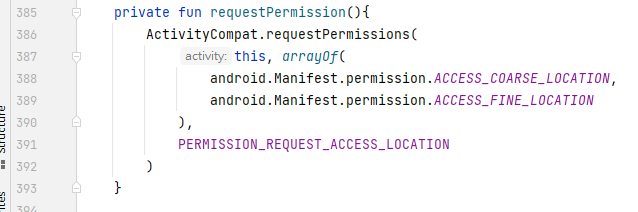 385 private fun requestPermission(){
386 ActivityCompat.requestPermissions(
387 activity: this, arrayOf(
388 android.Manifest.permission.ACCESS_COARSE_LOCATION,
389 android.Manifest.permission.ACCESS_FINE_LOCATION
390 ),
391 PERMISSION_REQUEST_ACCESS_LOCATION
392 )
393 }
394
Structure